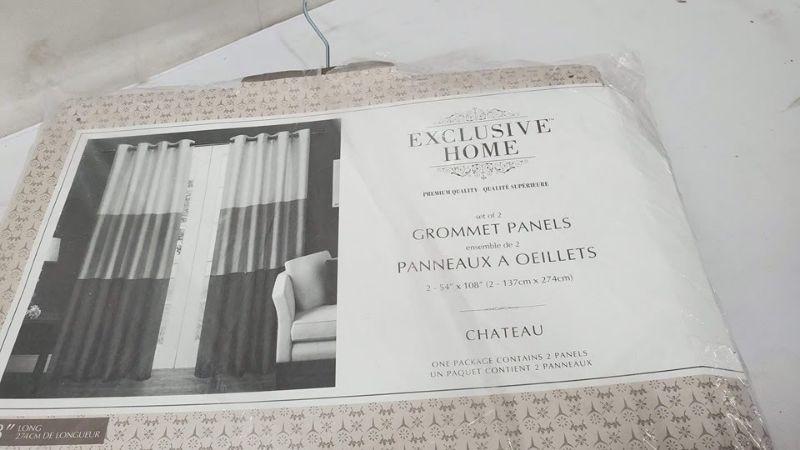 EXCLUSIVE™
HOME
PREMIUM QUALITY QUALITÉ SUPÉRIEURE
set of 2
GROMMET PANELS
ensemble de 2
PANNEAUX A OEILLETS
2 - 54" x 108" (2 - 137cm x 274cm)
CHATEAU
ONE PACKAGE CONTAINS 2 PANELS
UN PAQUET CONTIENT 2 PANNEAUX
LONG
274CM DE LONGUEUR